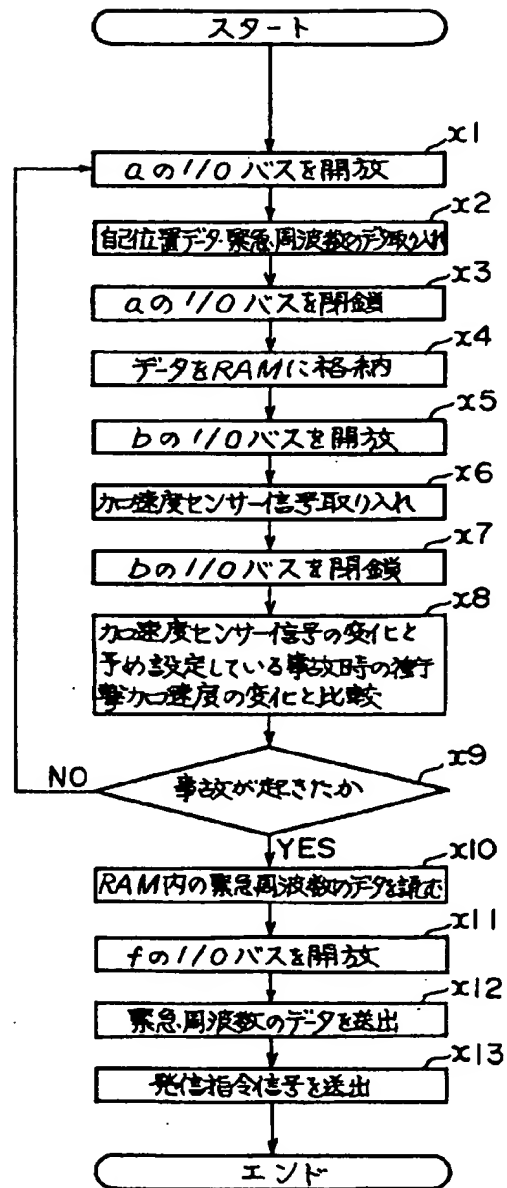 スタート
x1
aのI/Oバスを開放
x2
自己位置データ・緊急周波数のデータ取り入れ
x3
aのI/Oバスを閉鎖
x4
データをRAMに格納
x5
bのI/Oバスを開放
x6
加速度センサー信号取り入れ
x7
bのI/Oバスを閉鎖
x8
加速度センサー信号の変化と
予め設定している事故時の衝
撃加速度の変化と比較
x9
事故が起きたか
NO
YES
x10
RAM内の緊急周波数のデータを読む
x11
fのI/Oバスを開放
x12
緊急周波数のデータを送出
x13
発信指令信号を送出
エンド